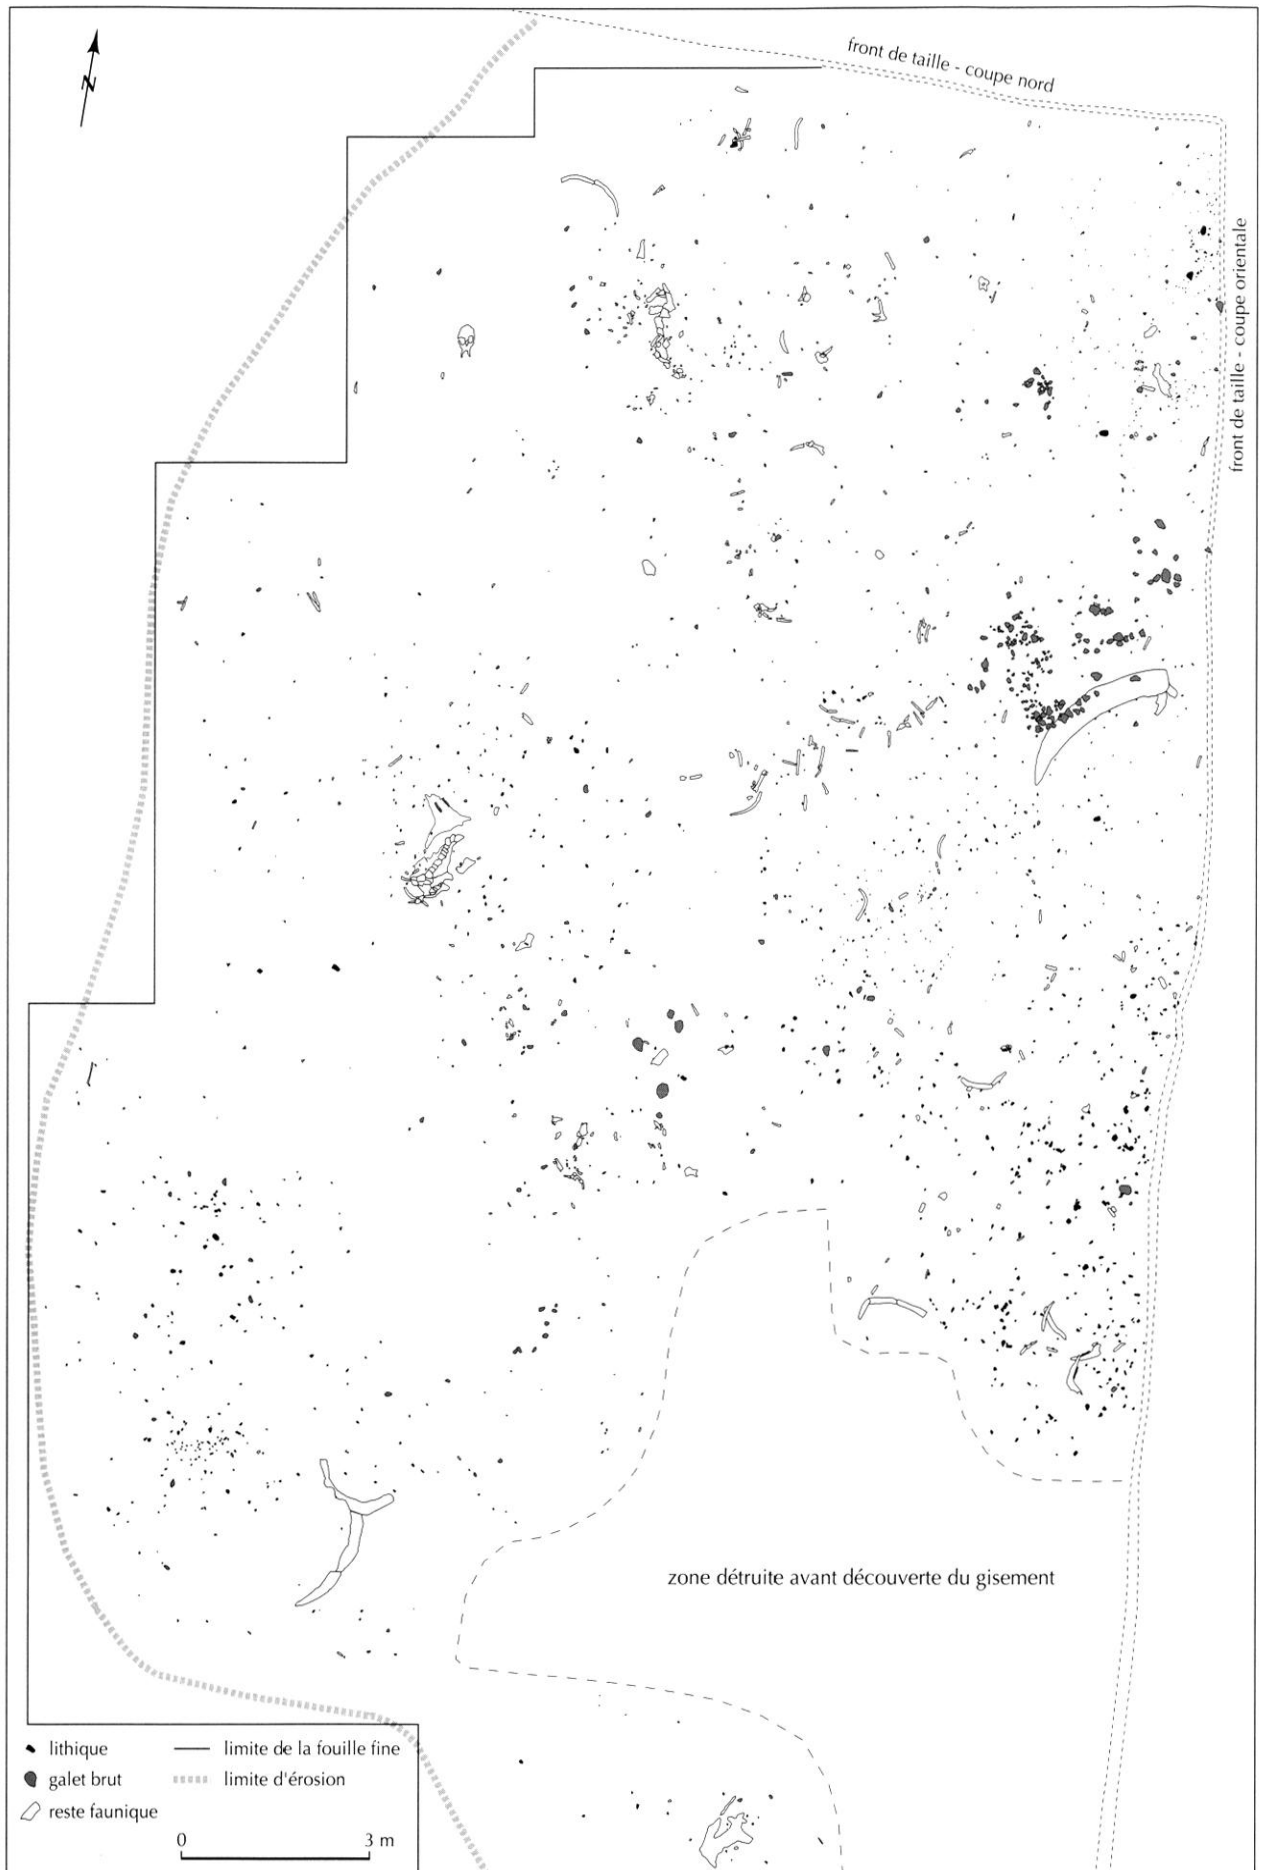 N
front de taille - coupe nord
front de taille - coupe orientale
zone détruite avant découverte du gisement
lithique
limite de la fouille fine
galet brut
limite d'érosion
reste faunique
0
3 m